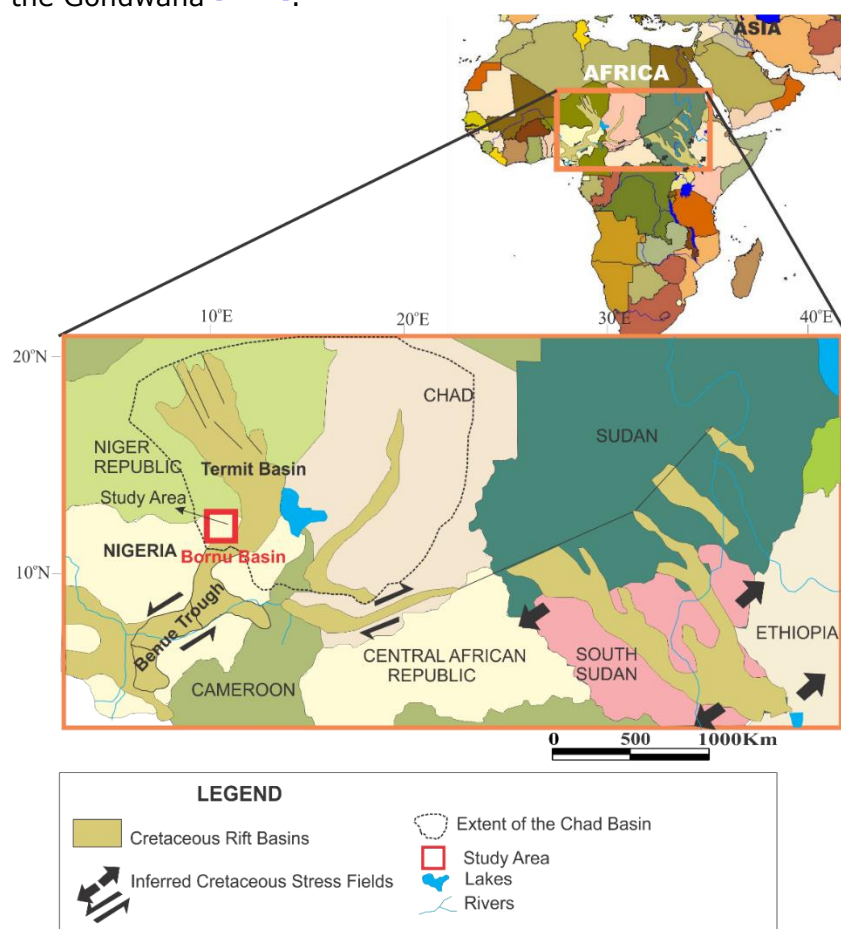 the Gondwana
ASIA
AFRICA
10°E
20°E
30°E
40°E
20°N
CHAD
SUDAN
NIGER
REPUBLIC
Termit Basin
Study Area
NIGERIA
Bornu Basin
10°N
Benue Trough
ETHIOPIA
CENTRAL AFRICAN
REPUBLIC
SOUTH
SUDAN
CAMEROON
0 500 1000Km
LEGEND
Cretaceous Rift Basins
Inferred Cretaceous Stress Fields
Extent of the Chad Basin
Study Area
Lakes
Rivers